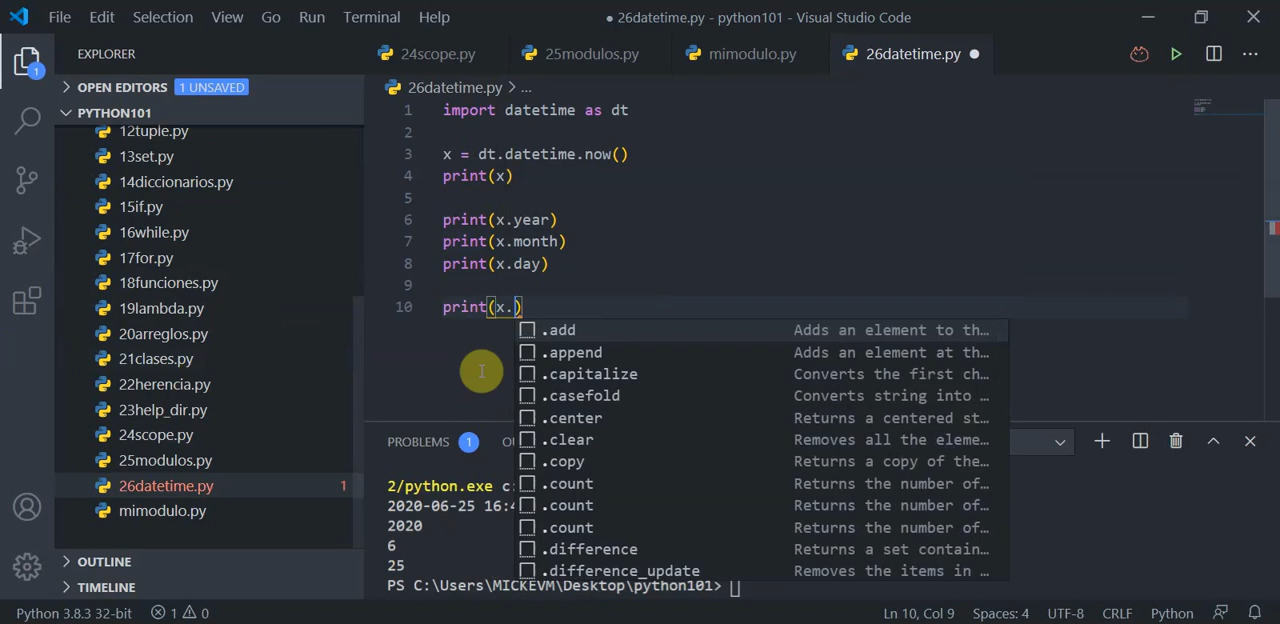 File Edit Selection View Go Run Terminal Help
● 26datetime.py - python101 - Visual Studio Code
EXPLORER
24scope.py 25modulos.py mimodulo.py 26datetime.py ●
OPEN EDITORS 1 UNSAVED
PYTHON101
12tuple.py
13set.py
14diccionarios.py
15if.py
16while.py
17for.py
18funciones.py
19lambda.py
20arreglos.py
21clases.py
22herencia.py
23help_dir.py
24scope.py
25modulos.py
26datetime.py 1
mimodulo.py
OUTLINE
TIMELINE
1
26datetime.py > ...
1 import datetime as dt
2
3 x = dt.datetime.now()
4 print(x)
5
6 print(x.year)
7 print(x.month)
8 print(x.day)
9
10 print(x.)
.add Adds an element to th…
.append Adds an element at th…
.capitalize Converts the first ch…
.casefold Converts string into …
.center Returns a centered st…
.clear Removes all the eleme…
.copy Returns a copy of the…
.count Returns the number of…
.count Returns the number of…
.count Returns the number of…
.difference Returns a set contain…
.difference_update Removes the items in …
PROBLEMS 1
2/python.exe c:
2020-06-25 16:4
2020
6
25
PS C:\Users\MICKEVM\Desktop\python101>
Python 3.8.3 32-bit 1 0 Ln 10, Col 9 Spaces: 4 UTF-8 CRLF Python